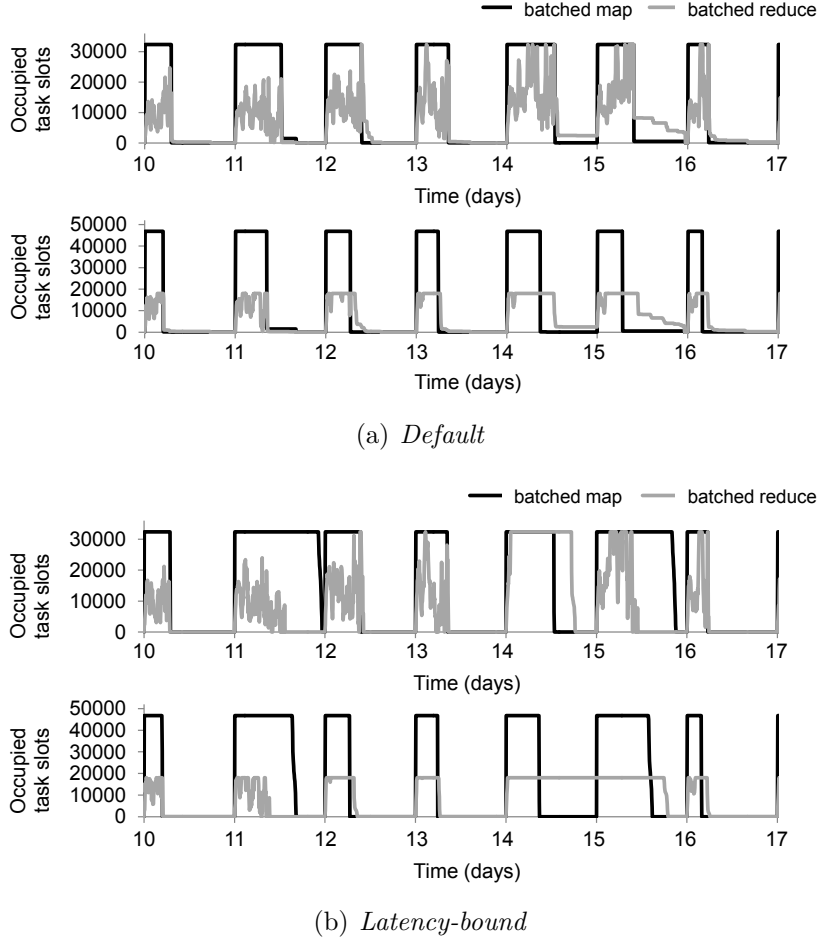 batched map batched reduce
30000
20000
10000
0
Occupied
task slots
10 11 12 13 14 15 16 17
Time (days)
50000
40000
30000
20000
10000
0
Occupied
task slots
10 11 12 13 14 15 16 17
Time (days)
(a) Default
batched map batched reduce
30000
20000
10000
0
Occupied
task slots
10 11 12 13 14 15 16 17
Time (days)
50000
40000
30000
20000
10000
0
Occupied
task slots
10 11 12 13 14 15 16 17
Time (days)
(b) Latency-bound